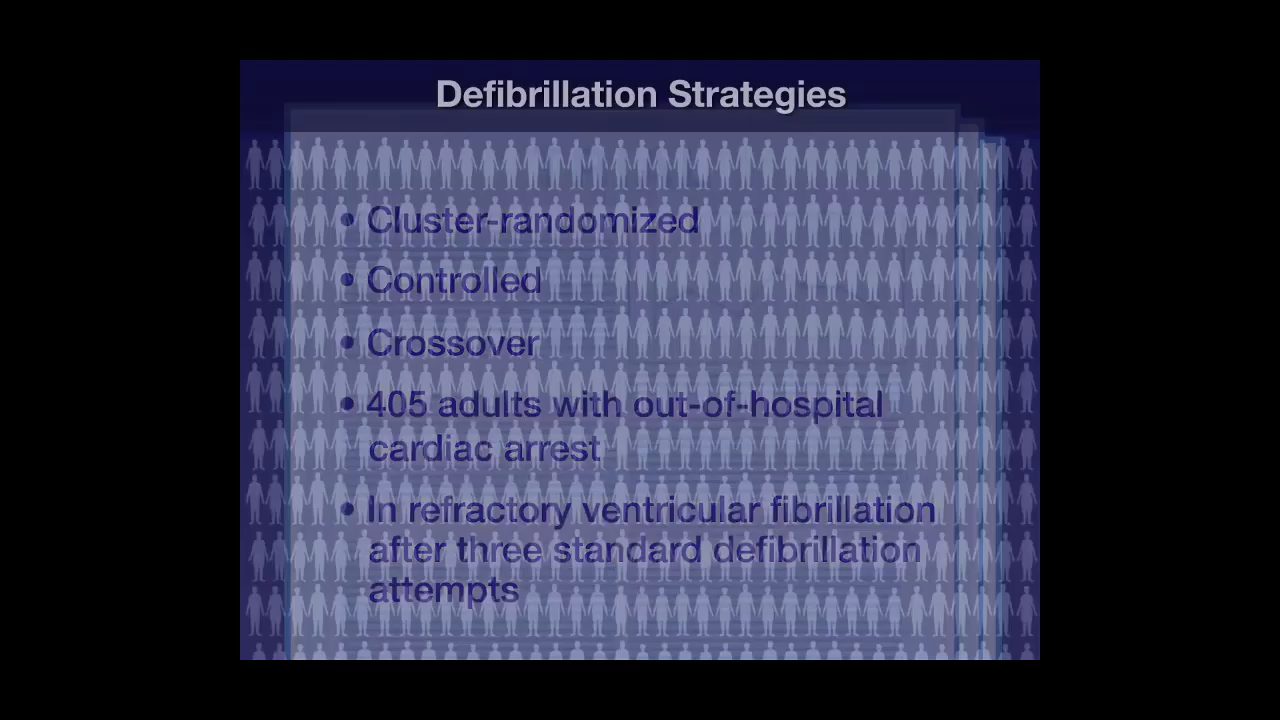 Defibrillation Strategies
• Cluster-randomized
• Controlled
• Crossover
• 405 adults with out-of-hospital
cardiac arrest
• In refractory ventricular fibrillation
after three standard defibrillation
attempts